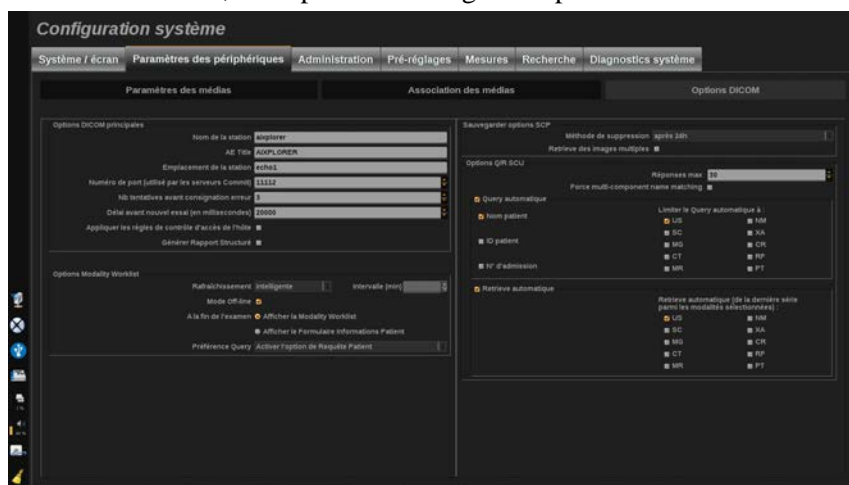 Configuration système
Système / écran Paramètres des périphériques Administration Pré-réglages Mesures Recherche Diagnostics système
Paramètres des médias Association des médias Options DICOM
Options DICOM principales
Nom de la station aixplorer
AE Title AIXPLORER
Emplacement de la station echo1
Numéro de port (utilisé par les serveurs Commit) 11112
Nb tentatives avant consignation erreur 3
Délai avant nouvel essai (en millisecondes) 20000
Appliquer les règles de contrôle d'accès de l'hôte
Générer Rapport Structuré
Options Modality Worklist
Rafraîchissement Intelligente Intervalle (min)
Mode Off-line
A la fin de l'examen Afficher la Modality Worklist
Afficher le Formulaire Informations Patient
Préférence Query Activer l'option de Requête Patient
Sauvegarder options SCP
Méthode de suppression après 24h
Retrieve des images multiples
Options Q/R SCU
Réponses max 50
Force multi-component name matching
Query automatique
Limiter le Query automatique à :
Nom patient
US NM
SC XA
ID patient
MG CR
CT RF
N° d'admission
MR PT
Retrieve automatique
Retrieve automatique (de la dernière série
parmi les modalités sélectionnées) :
US NM
SC XA
MG CR
CT RF
MR PT